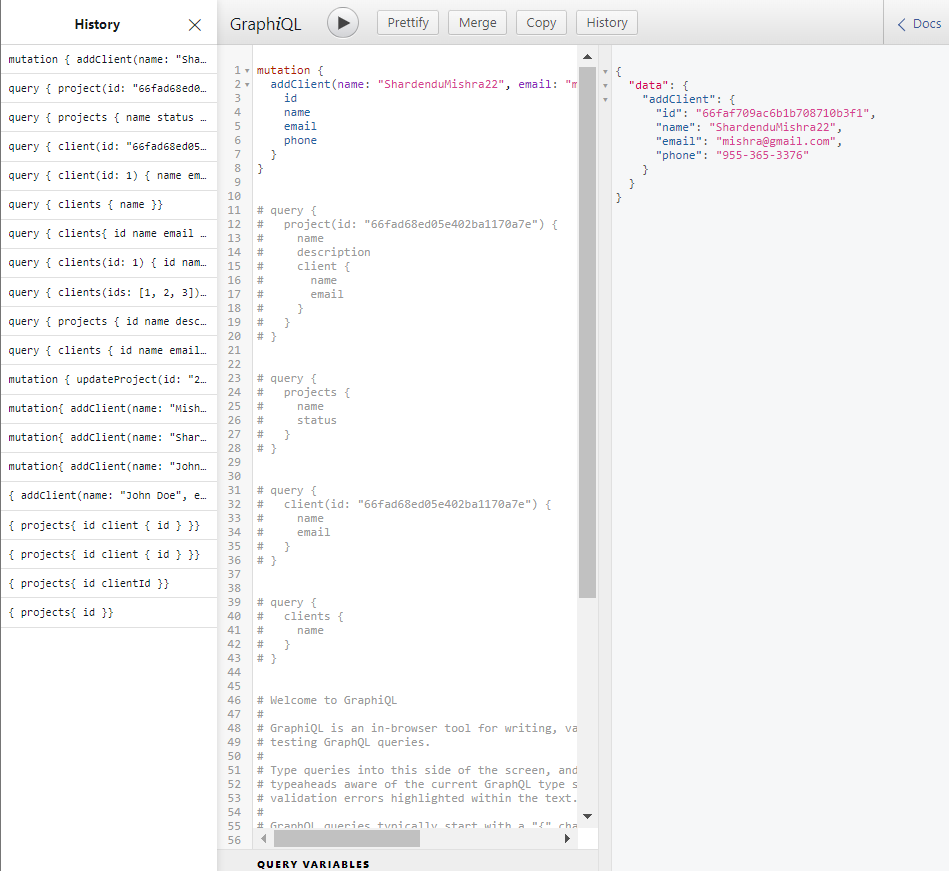 History
mutation { addClient(name: "Sha…
query { project(id: "66fad68ed0…
query { projects { name status …
query { client(id: "66fad68ed05…
query { client(id: 1) { name em…
query { clients { name }}
query { clients{ id name email …
query { clients(id: 1) { id nam…
query { clients(ids: [1, 2, 3])…
query { projects { id name desc…
query { clients { id name email…
mutation { updateProject(id: "2…
mutation{ addClient(name: "Mish…
mutation{ addClient(name: "Shar…
mutation{ addClient(name: "John…
{ addClient(name: "John Doe", e…
{ projects{ id client { id } }}
{ projects{ id client { id } }}
{ projects{ id clientId }}
{ projects{ id }}
GraphiQL Prettify Merge Copy History Docs
1 mutation {
2 addClient(name: "ShardenduMishra22", email: "m
3 id
4 name
5 email
6 phone
7 }
8 }
9
10
11 # query {
12 # project(id: "66fad68ed05e402ba1170a7e") {
13 # name
14 # description
15 # client {
16 # name
17 # email
18 # }
19 # }
20 # }
21
22
23 # query {
24 # projects {
25 # name
26 # status
27 # }
28 # }
29
30
31 # query {
32 # client(id: "66fad68ed05e402ba1170a7e") {
33 # name
34 # email
35 # }
36 # }
37
38
39 # query {
40 # clients {
41 # name
42 # }
43 # }
44
45
46 # Welcome to GraphiQL
47 #
48 # GraphiQL is an in-browser tool for writing, va
49 # testing GraphQL queries.
50 #
51 # Type queries into this side of the screen, and
52 # typeaheads aware of the current GraphQL type s
53 # validation errors highlighted within the text.
54 #
55 # GraphQL queries typically start with a "{" cha
56
QUERY VARIABLES
{
"data": {
"addClient": {
"id": "66faf709ac6b1b708710b3f1",
"name": "ShardenduMishra22",
"email": "mishra@gmail.com",
"phone": "955-365-3376"
}
}
}